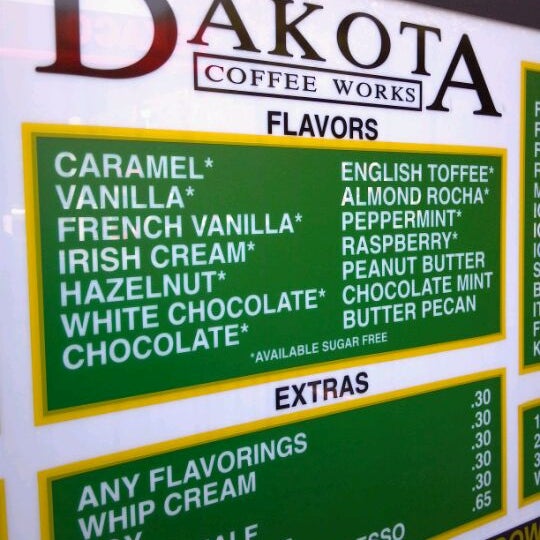 DAKOTA
COFFEE WORKS
FLAVORS
CARAMEL*
VANILLA*
FRENCH VANILLA*
IRISH CREAM*
HAZELNUT*
WHITE CHOCOLATE*
CHOCOLATE*
ENGLISH TOFFEE*
ALMOND ROCHA*
PEPPERMINT*
RASPBERRY*
PEANUT BUTTER
CHOCOLATE MINT
BUTTER PECAN
*AVAILABLE SUGAR FREE
EXTRAS
ANY FLAVORINGS
WHIP CREAM
.30
.30
.30
.30
.65